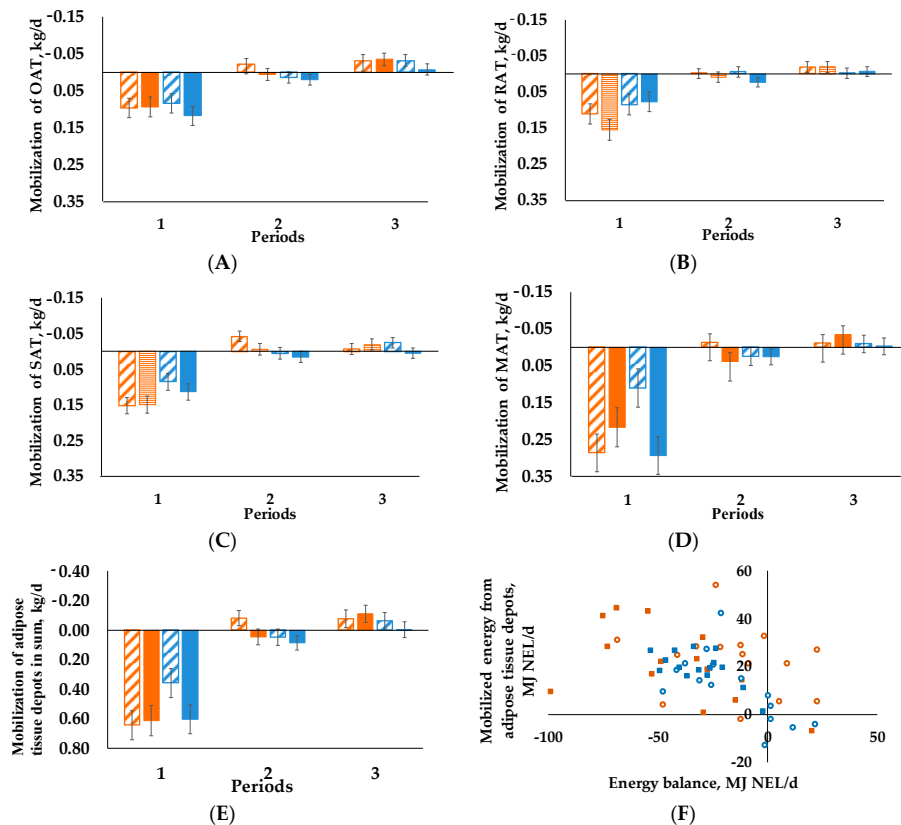 -0.15
-0.05
0.05
0.15
0.25
0.35
Mobilization of OAT, kg/d
1 2 3
Periods
(A)
-0.15
-0.05
0.05
0.15
0.25
0.35
Mobilization of RAT, kg/d
1 2 3
Periods
(B)
-0.15
-0.05
0.05
0.15
0.25
0.35
Mobilization of SAT, kg/d
1 2 3
Periods
(C)
-0.15
-0.05
0.05
0.15
0.25
0.35
Mobilization of MAT, kg/d
1 2 3
Periods
(D)
-0.40
-0.20
0.00
0.20
0.40
0.60
0.80
Mobilization of adipose
tissue depots in sum, kg/d
1 2 3
Periods
(E)
60
40
20
0
-20
Mobilized energy from
adipose tissue depots,
MJ NEL/d
-100 -50 0 50
Energy balance, MJ NEL/d
(F)